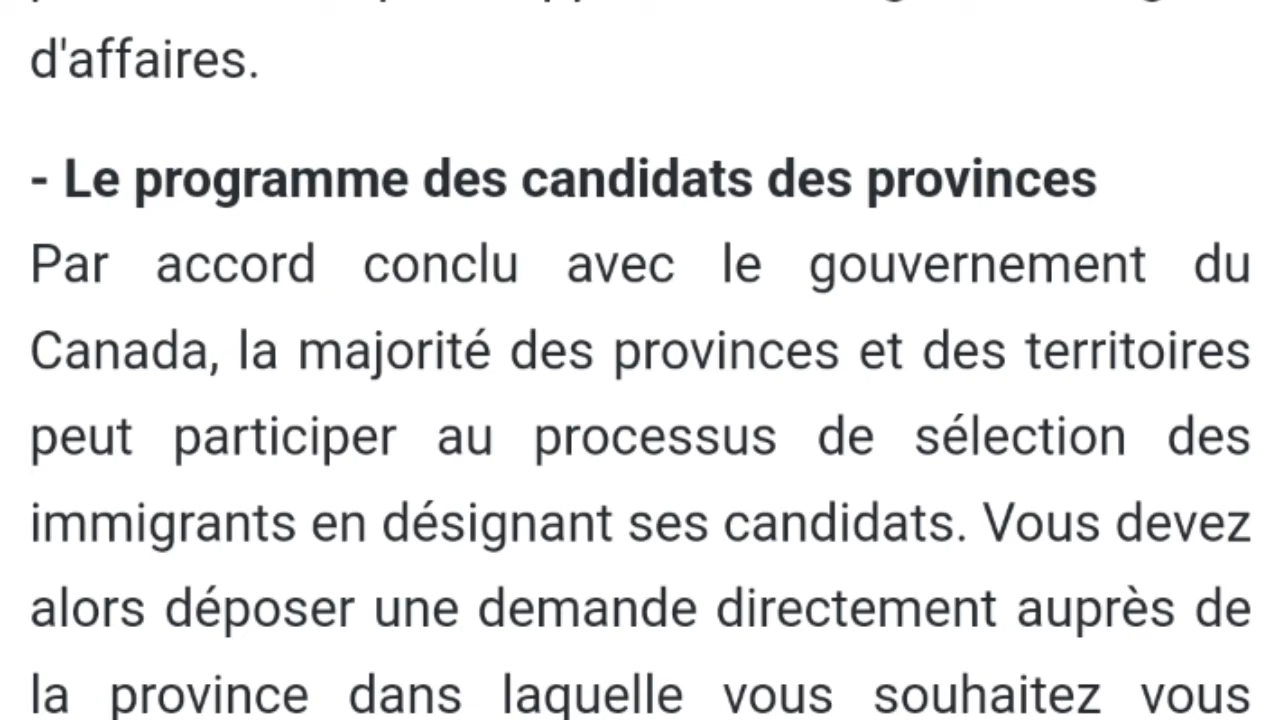 d'affaires.
- Le programme des candidats des provinces
Par accord conclu avec le gouvernement du
Canada, la majorité des provinces et des territoires
peut participer au processus de sélection des
immigrants en désignant ses candidats. Vous devez
alors déposer une demande directement auprès de
la province dans laquelle vous souhaitez vous